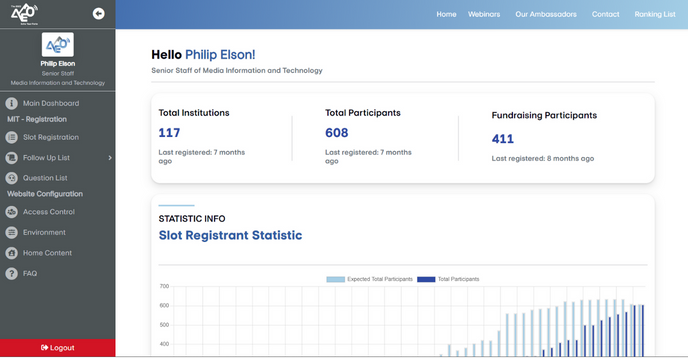 AEO
Home
Webinars
Our Ambassadors
Contact
Ranking List
AEO
Philip Elson
Senior Staff
Media Information and Technology
Main Dashboard
MIT - Registration
Slot Registration
Follow Up List
Question List
Website Configuration
Access Control
Environment
Home Content
FAQ
Logout
Hello Philip Elson!
Senior Staff of Media Information and Technology
Total Institutions
117
Last registered: 7 months
ago
Total Participants
608
Last registered: 7 months
ago
Fundraising Participants
411
Last registered: 8 months ago
STATISTIC INFO
Slot Registrant Statistic
Expected Total Participants
Total Participants
700
600
500
400